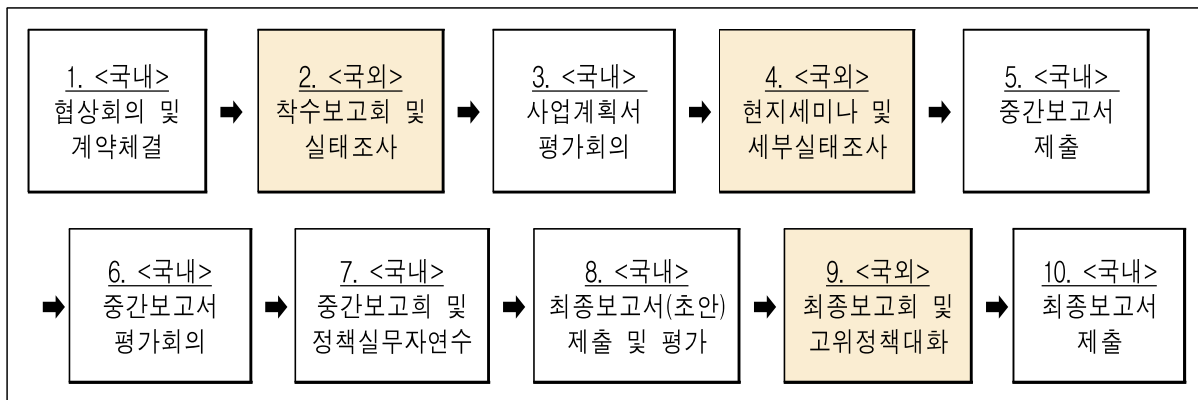 1. <국내>
협상회의 및
계약체결
2. <국외>
착수보고회 및
실태조사
3. <국내>
사업계획서
평가회의
4. <국외>
현지세미나 및
세부실태조사
5. <국내>
중간보고서
제출
6. <국내>
중간보고서
평가회의
7. <국내>
중간보고회 및
정책실무자연수
8. <국내>
최종보고서(초안)
제출 및 평가
9. <국외>
최종보고회 및
고위정책대화
10. <국내>
최종보고서
제출